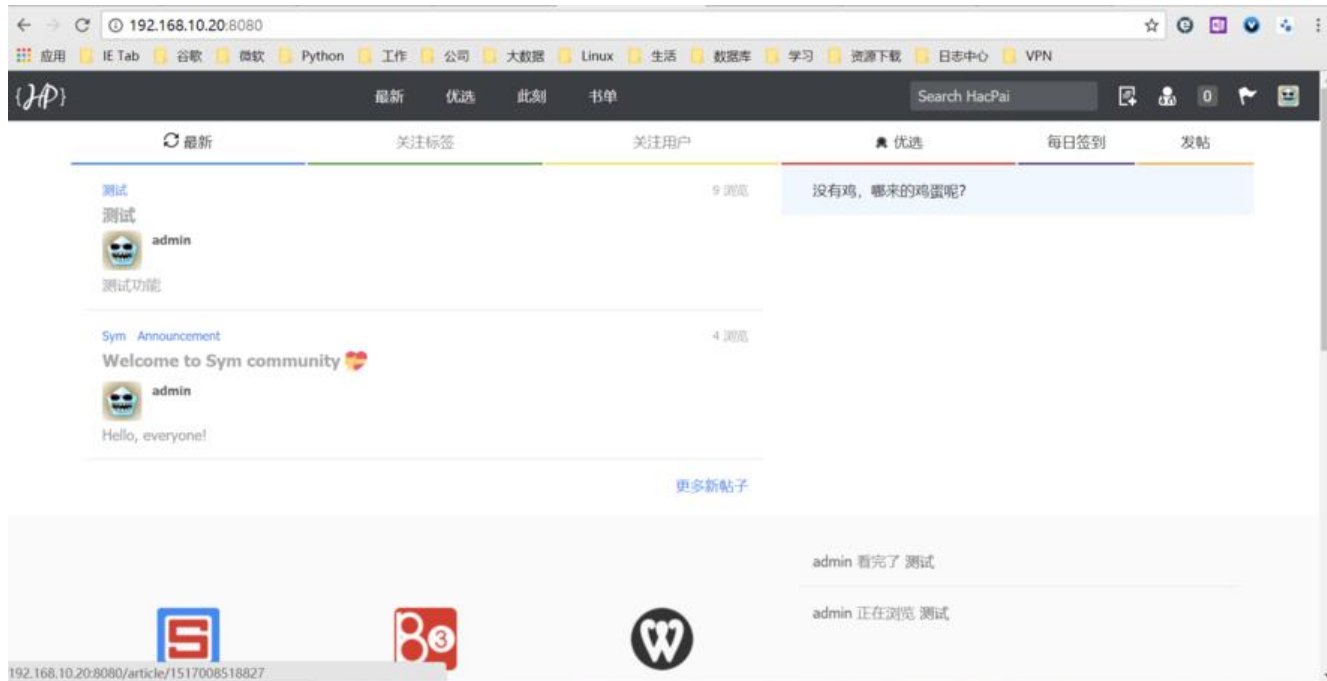 192.168.10.20:8080
应用 IE Tab 谷歌 微软 Python 工作 公司 大数据 Linux 生活 数据库 学习 资源下载 日志中心 VPN
{HP} 最新 优选 此刻 书单 Search HacPai 0
最新 关注标签 关注用户 优选 每日签到 发帖
测试 9 浏览
测试
admin
测试功能
没有鸡，哪来的鸡蛋呢?
Sym Announcement 4 浏览
Welcome to Sym community
admin
Hello, everyone!
更多新帖子
admin 看完了 测试
admin 正在浏览 测试
B3
192.168.10.20:8080/article/1517008518827